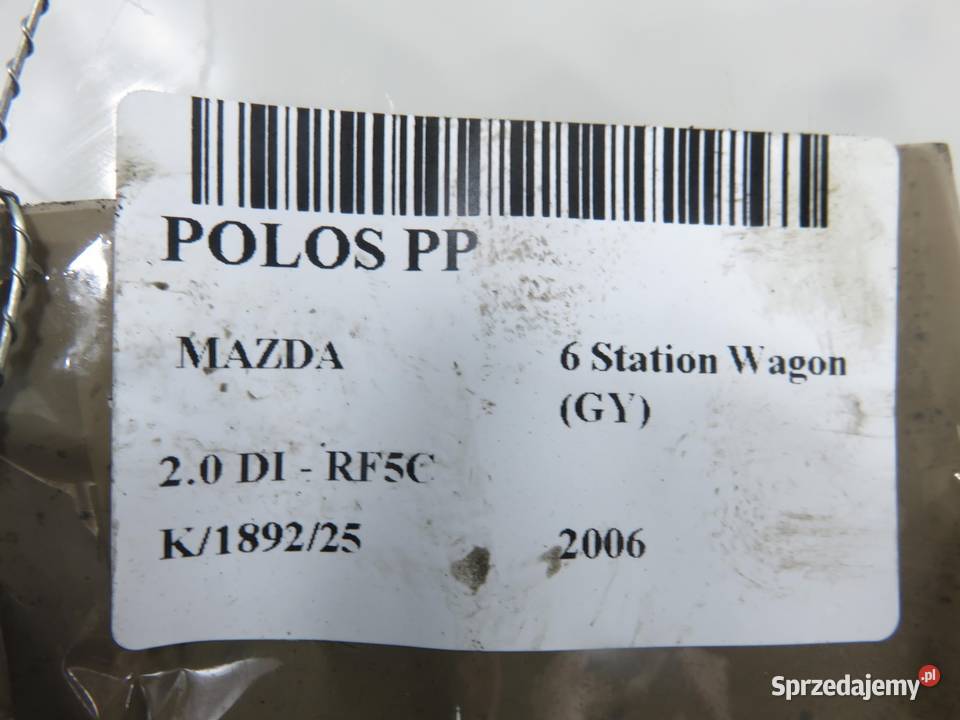 POLOS PP
MAZDA
6 Station Wagon
(GY)
2.0 DI - RF5C
K/1892/25
2006
Sprzedajemy.pl